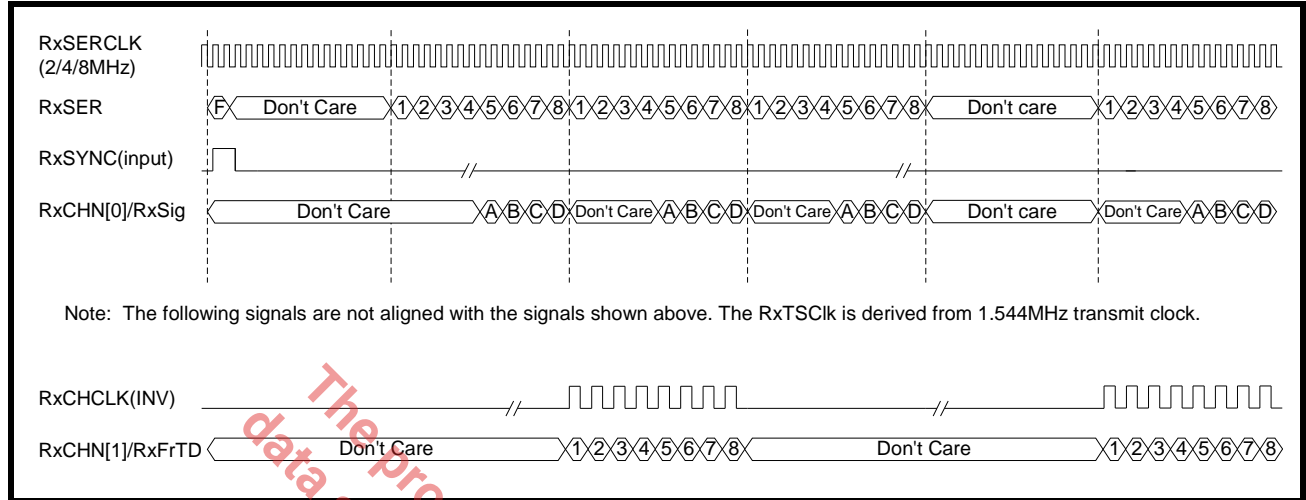 RxSERCLK
(2/4/8MHz)
RxSER F Don't Care 1 2 3 4 5 6 7 8 1 2 3 4 5 6 7 8 1 2 3 4 5 6 7 8 Don't care 1 2 3 4 5 6 7 8
RxSYNC(input)
RxCHN[0]/RxSig Don't Care A B C D Don't Care A B C D Don't Care A B C D Don't care Don't Care A B C D
Note: The following signals are not aligned with the signals shown above. The RxTSClk is derived from 1.544MHz transmit clock.
RxCHCLK(INV)
RxCHN[1]/RxFrTD Don't Care 1 2 3 4 5 6 7 8 Don't Care 1 2 3 4 5 6 7 8
The pro
data